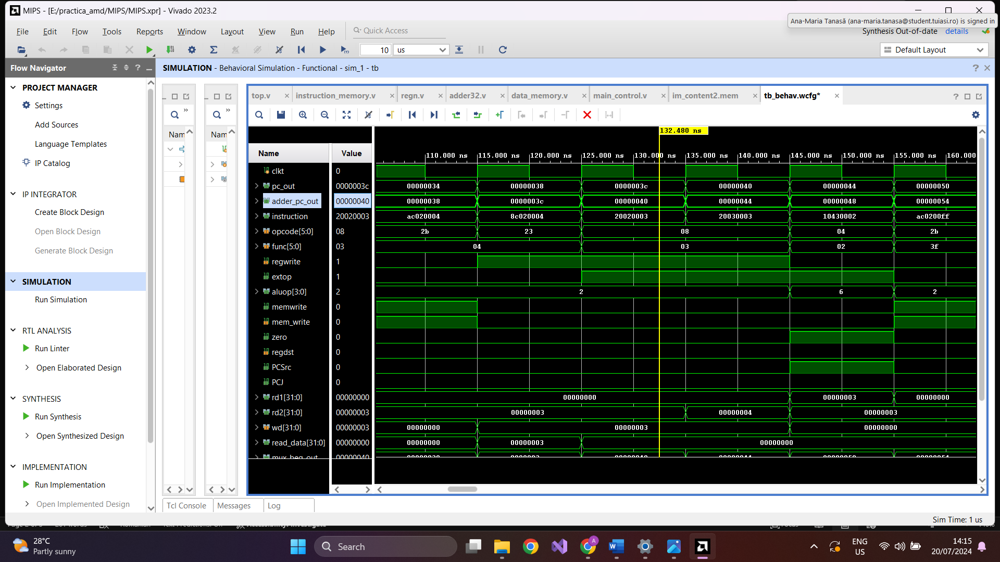 MIPS - [E:/practica_amd/MIPS/MIPS.xpr] - Vivado 2023.2
Ana-Maria Tanasă (ana-maria.tanasa@student.tuiasi.ro) is signed in
File Edit Flow Tools Reports Window Layout View Run Help Quick Access
Synthesis Out-of-date details
10 us
Default Layout
Flow Navigator
SIMULATION - Behavioral Simulation - Functional - sim_1 - tb
PROJECT MANAGER
Settings
Add Sources
Language Templates
IP Catalog
IP INTEGRATOR
Create Block Design
Open Block Design
Generate Block Design
SIMULATION
Run Simulation
RTL ANALYSIS
Run Linter
Open Elaborated Design
SYNTHESIS
Run Synthesis
Open Synthesized Design
IMPLEMENTATION
Run Implementation
Open Implemented Design
Nam
Nam
top.v instruction_memory.v regn.v adder32.v data_memory.v main_control.v im_content2.mem tb_behav.wcfg*
132.480 ns
Name Value
110.000 ns 115.000 ns 120.000 ns 125.000 ns 130.000 ns 135.000 ns 140.000 ns 145.000 ns 150.000 ns 155.000 ns 160.000
clkt 0
pc_out 0000003c 00000034 00000038 0000003c 00000040 00000044 00000050
adder_pc_out 00000040 00000038 0000003c 00000040 00000044 00000048 00000054
instruction 20020003 ac020004 8c020004 20020003 20030003 10430002 ac0200ff
opcode[5:0] 08 2b 23 08 04 2b
func[5:0] 03 04 03 02 3f
regwrite 1
extop 1
aluop[3:0] 2 2 6 2
memwrite 0
mem_write 0
zero 0
regdst 0
PCSrc 0
PCJ 0
rd1[31:0] 00000000 00000000 00000003 00000000
rd2[31:0] 00000003 00000003 00000004 00000003
wd[31:0] 00000003 00000000 00000003 00000000
read_data[31:0] 00000000 00000000 00000003 00000000
mux_beq_out 00000040
Tcl Console Messages Log
Sim Time: 1 us
28°C
Partly sunny
Search
ENG
US
14:15
20/07/2024